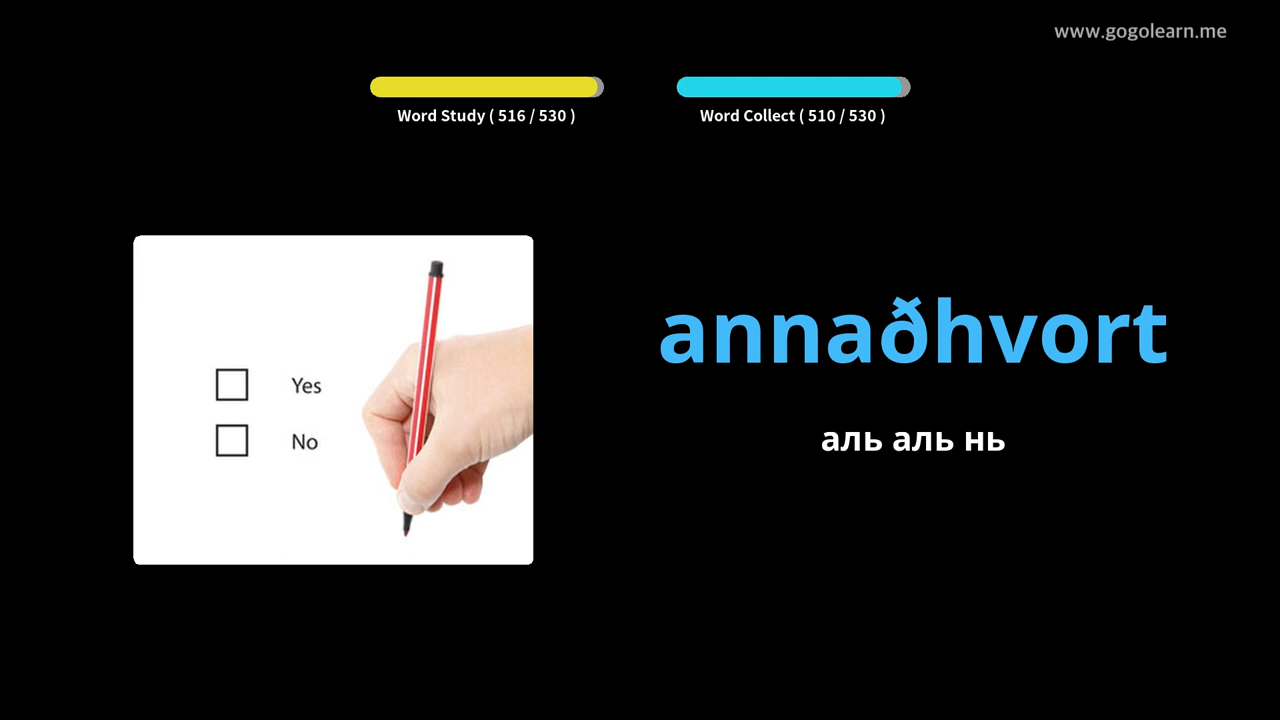 www.gogolearn.me
Word Study ( 516 / 530 )
Word Collect ( 510 / 530 )
Yes
No
annaðhvort
аль аль нь